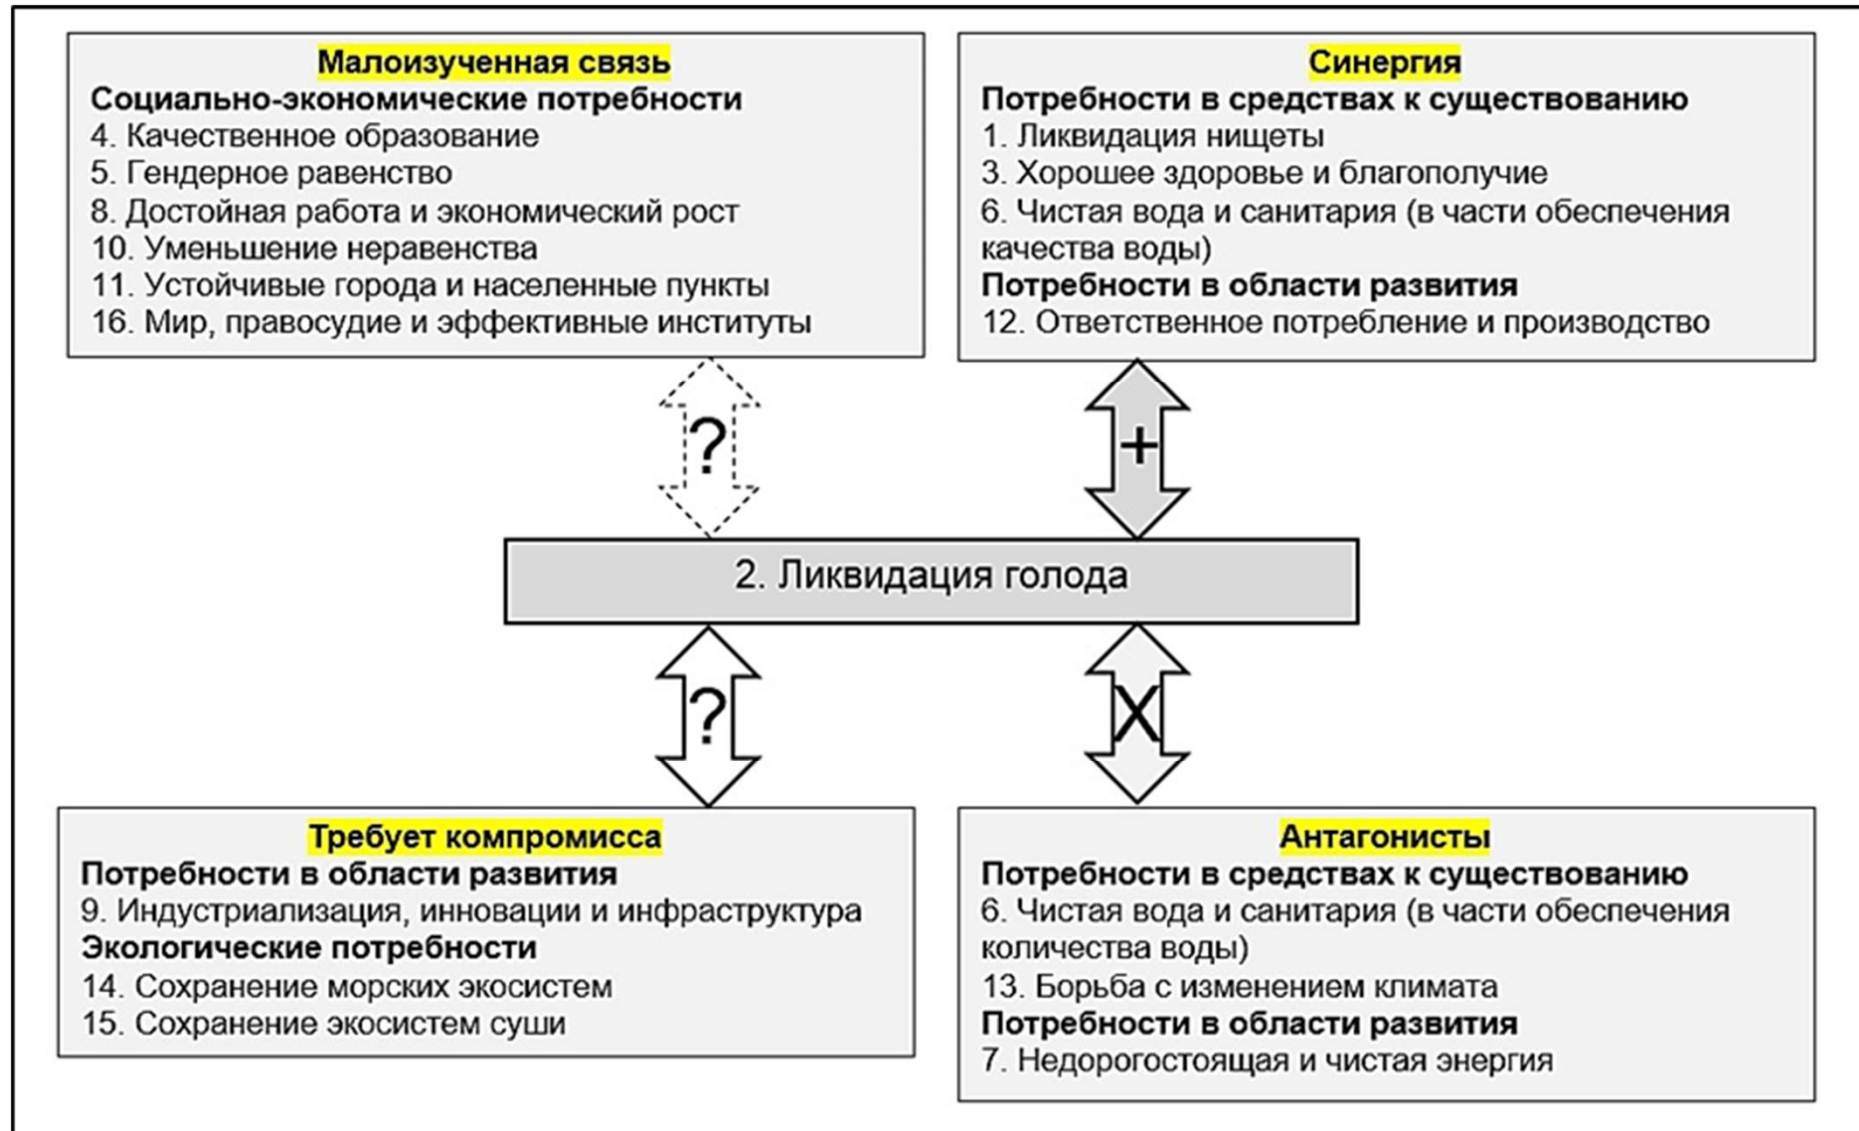 Малоизученная связь
Социально-экономические потребности
4. Качественное образование
5. Гендерное равенство
8. Достойная работа и экономический рост
10. Уменьшение неравенства
11. Устойчивые города и населенные пункты
16. Мир, правосудие и эффективные институты
Синергия
Потребности в средствах к существованию
1. Ликвидация нищеты
3. Хорошее здоровье и благополучие
6. Чистая вода и санитария (в части обеспечения
качества воды)
Потребности в области развития
12. Ответственное потребление и производство
?
+
2. Ликвидация голода
?
X
Требует компромисса
Потребности в области развития
9. Индустриализация, инновации и инфраструктура
Экологические потребности
14. Сохранение морских экосистем
15. Сохранение экосистем суши
Антагонисты
Потребности в средствах к существованию
6. Чистая вода и санитария (в части обеспечения
количества воды)
13. Борьба с изменением климата
Потребности в области развития
7. Недорогостоящая и чистая энергия